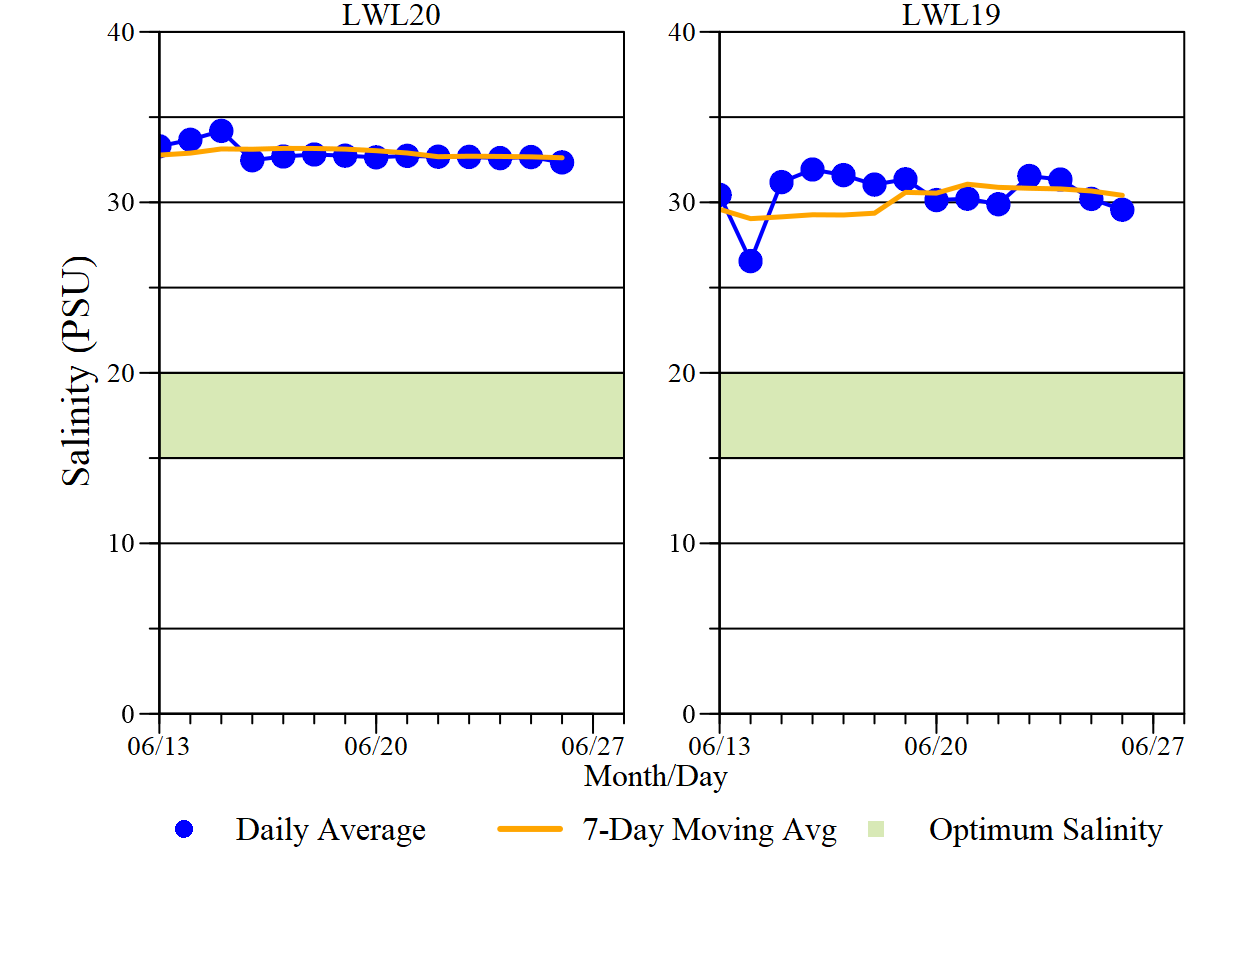 LWL20 LWL19
40 40
30 30
20 20
10 10
0 0
Salinity (PSU)
06/13 06/20 06/27 06/13 06/20 06/27
Month/Day
Daily Average 7-Day Moving Avg Optimum Salinity